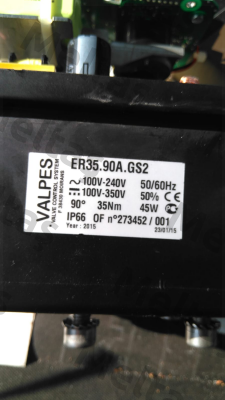 VALPES
VALVE CONTROL SYSTEM
F 38430 MOIRANS
ER35.90A.GS2
100V-240V 50/60Hz
100V-350V 50%
90° 35Nm 45W
IP66 OF n°273452 / 001
Year : 2015 23/01/15